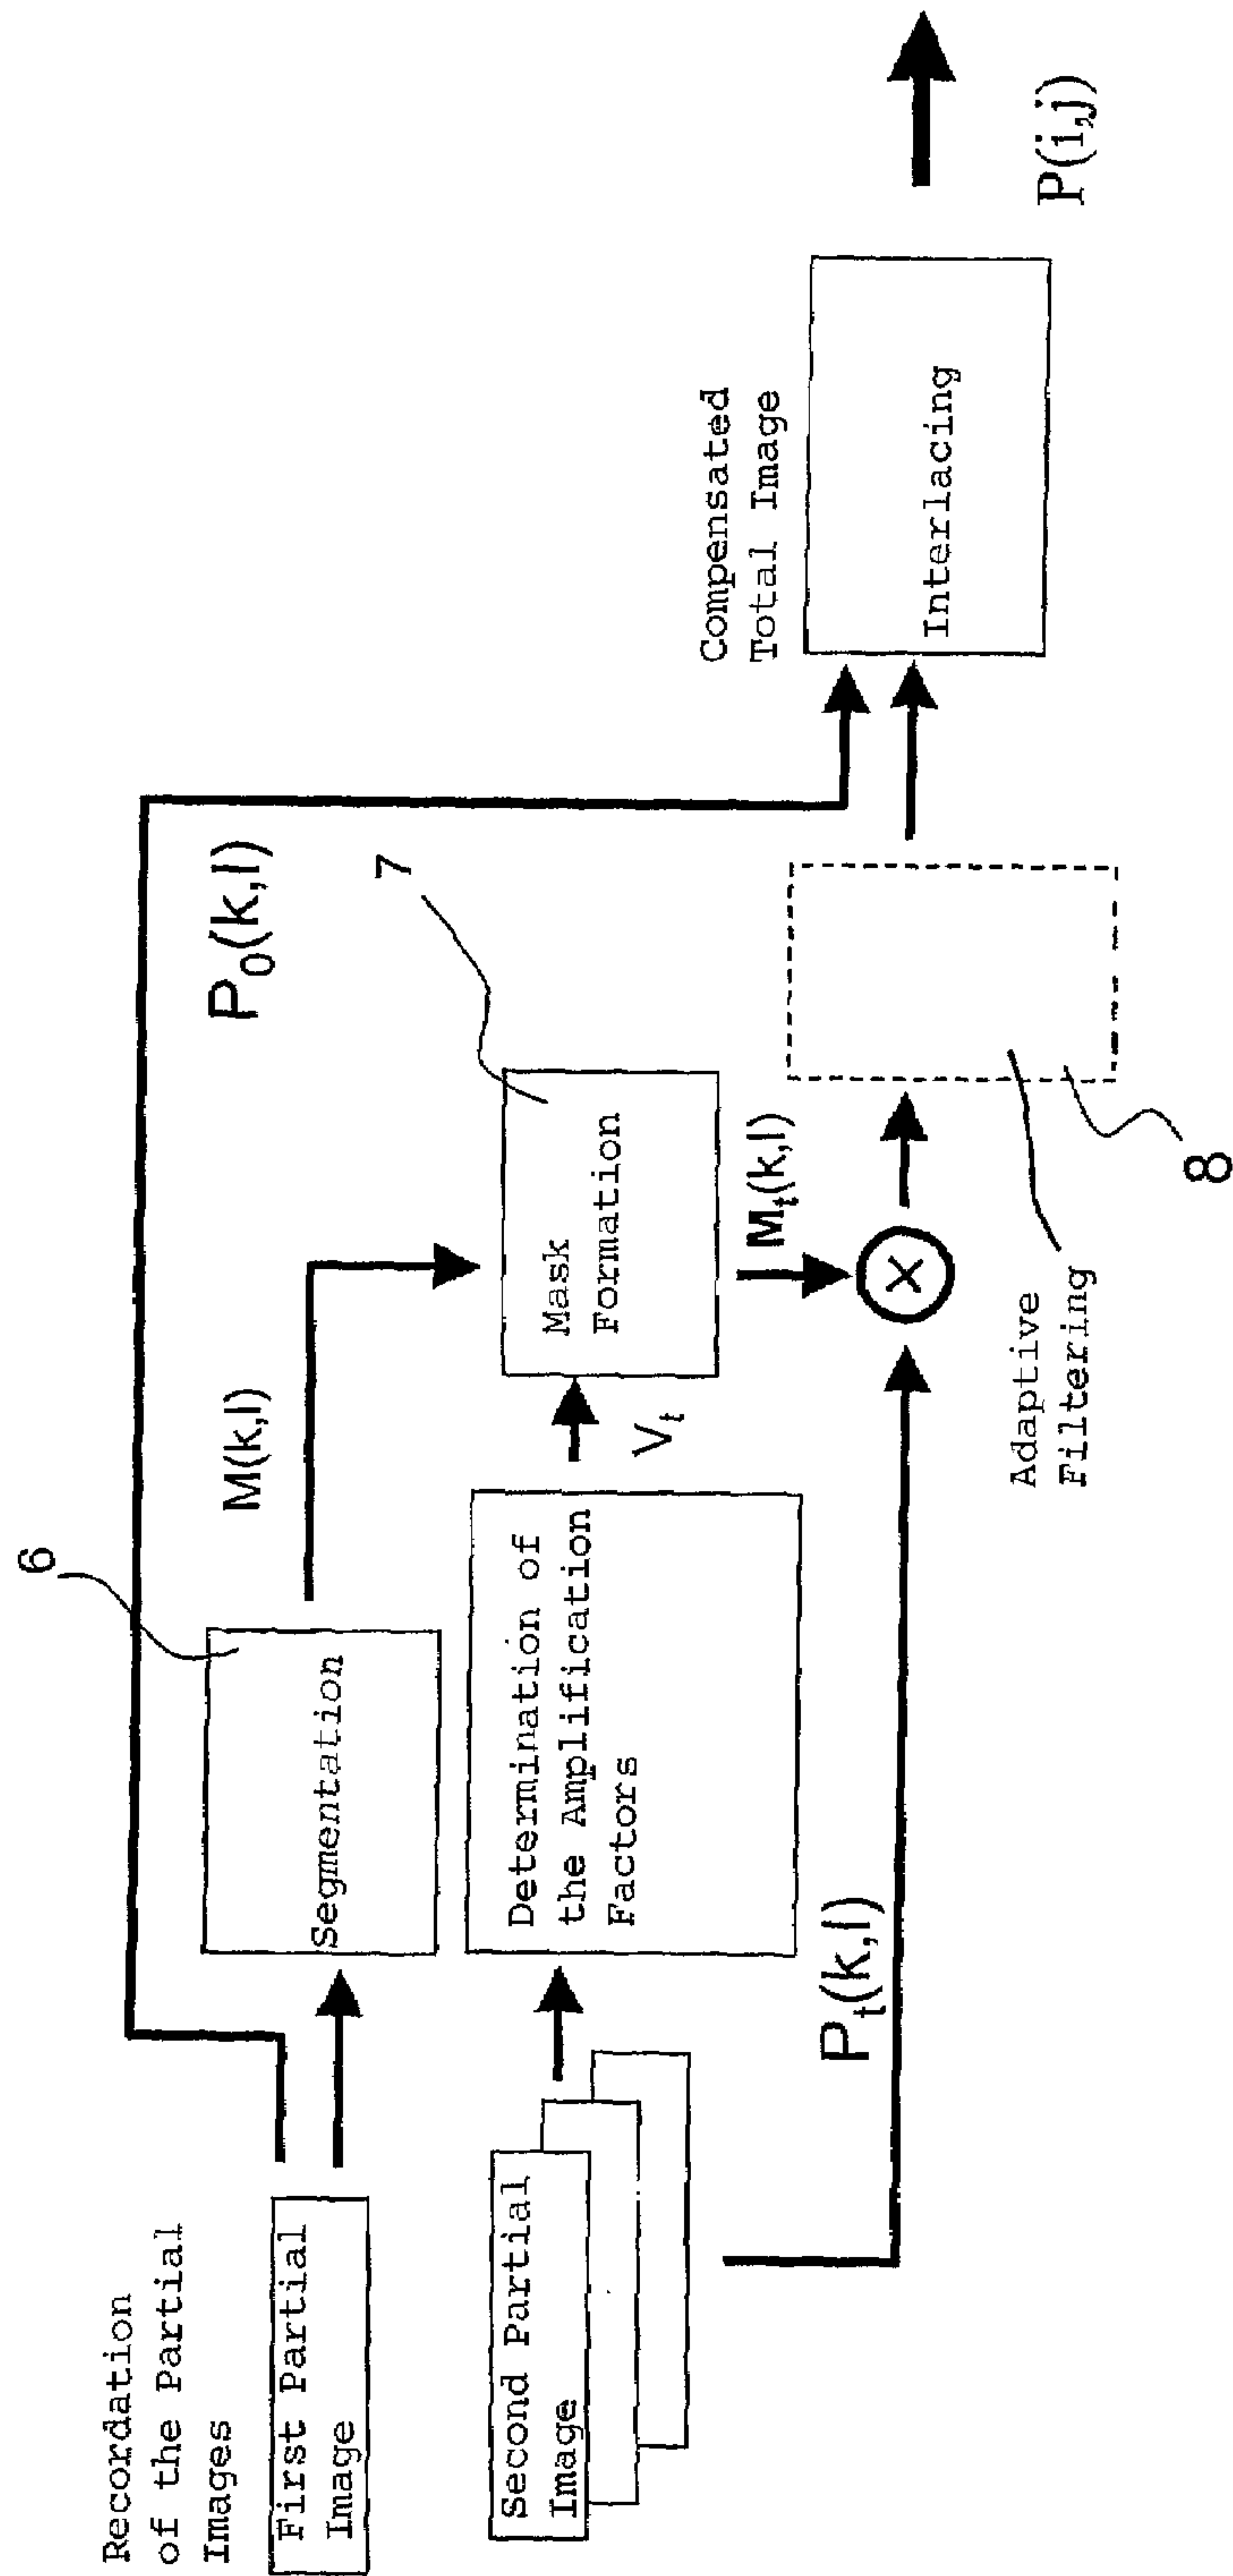 Recordation
of the Partial
Images
First Partial
Image
Second Partial
Image
6
Segmentation
Determination of
the Amplification
Factors
M(k,l)
V_t
P_t(k,l)
P_0(k,l)
7
Mask
Formation
M_t(k,l)
X
Adaptive
Filtering
8
Compensated
Total Image
Interlacing
P(i,j)